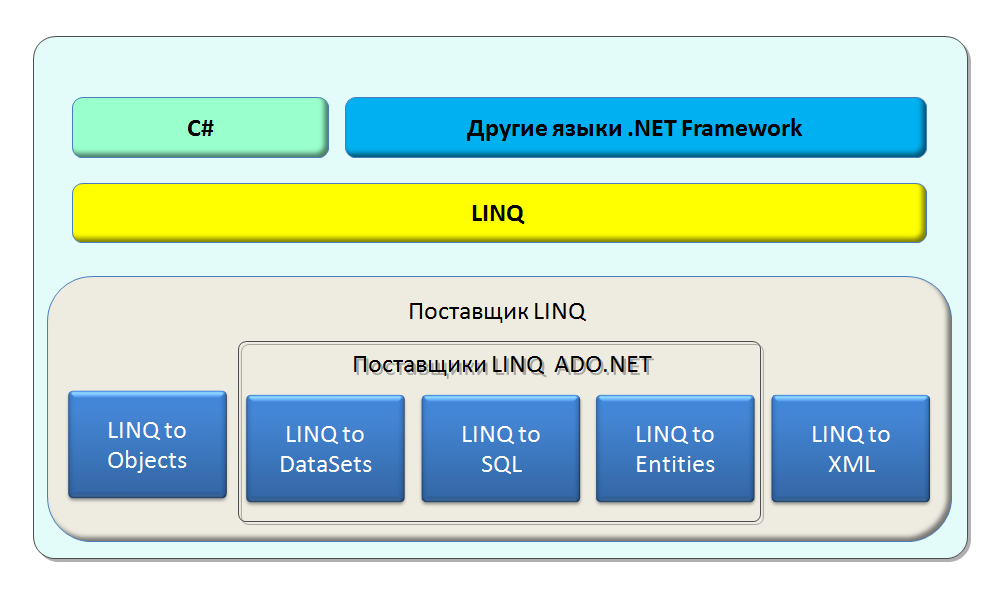 C#
Другие языки .NET Framework
LINQ
Поставщик LINQ
Поставщики LINQ ADO.NET
LINQ to
Objects
LINQ to
DataSets
LINQ to
SQL
LINQ to
Entities
LINQ to
XML